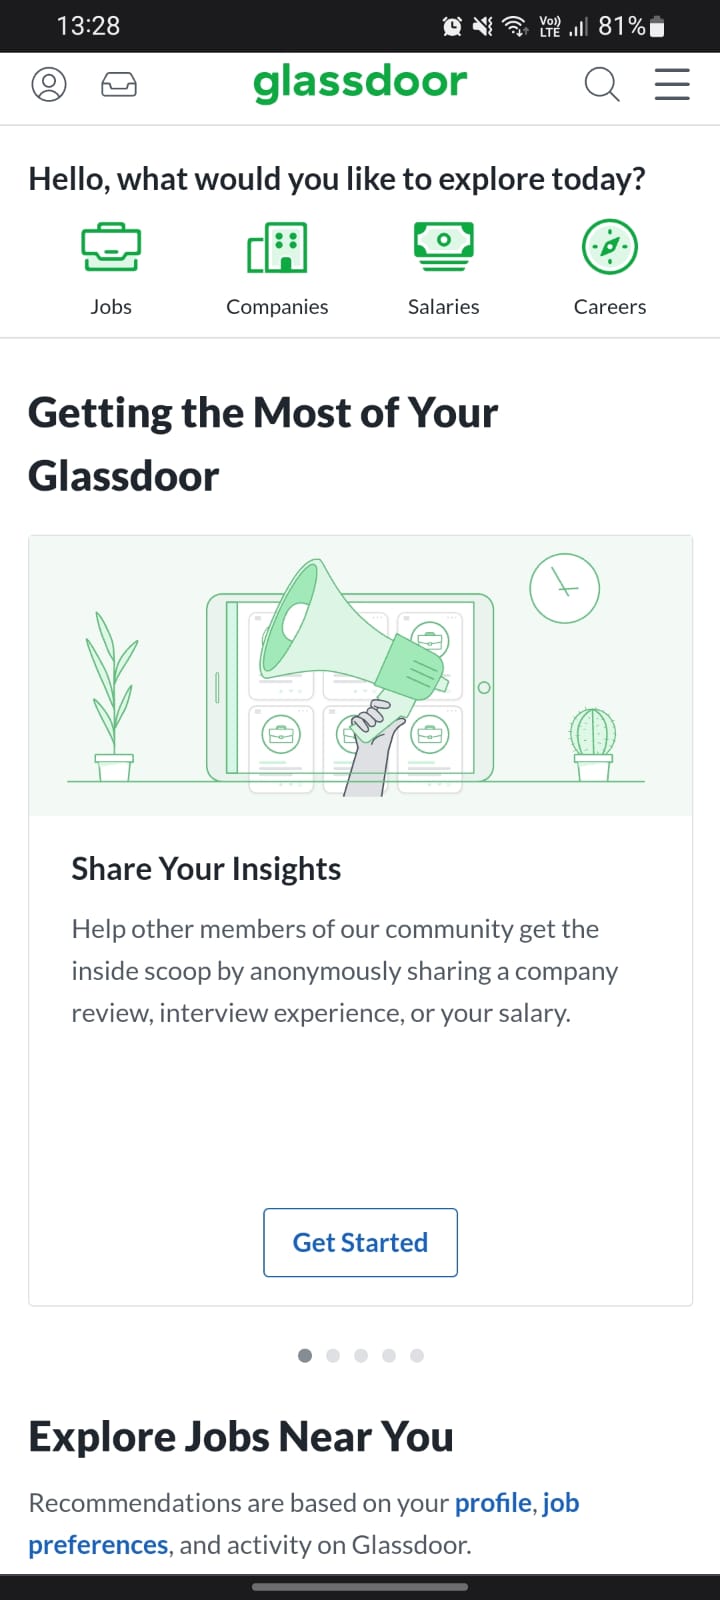 13:28
Vo))
LTE
81%
glassdoor
Hello, what would you like to explore today?
Jobs
Companies
Salaries
Careers
Getting the Most of Your
Glassdoor
Share Your Insights
Help other members of our community get the
inside scoop by anonymously sharing a company
review, interview experience, or your salary.
Get Started
Explore Jobs Near You
Recommendations are based on your profile, job
preferences, and activity on Glassdoor.